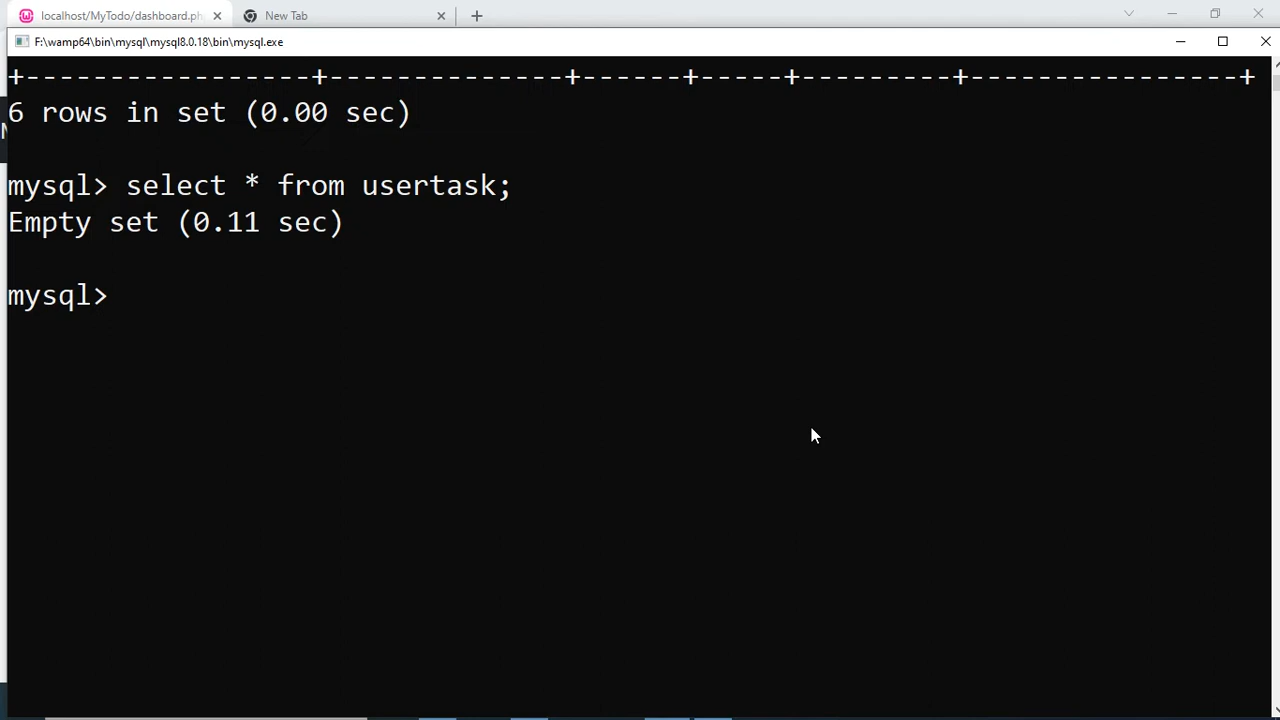 localhost/MyTodo/dashboard.ph
New Tab
F:\wamp64\bin\mysql\mysql8.0.18\bin\mysql.exe
+-----------------+--------------+------+-----+---------+----------------+
6 rows in set (0.00 sec)
mysql> select * from usertask;
Empty set (0.11 sec)
mysql>